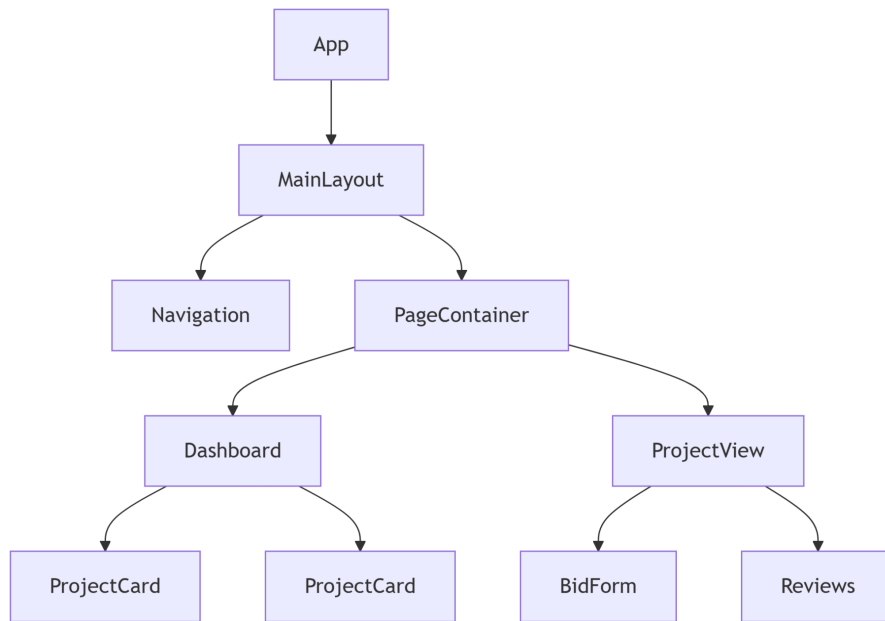 App
MainLayout
Navigation
PageContainer
Dashboard
ProjectView
ProjectCard
ProjectCard
BidForm
Reviews